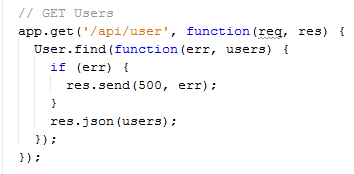 // GET Users
app.get('/api/user', function(req, res) {
  User.find(function(err, users) {
    if (err) {
      res.send(500, err);
    }
    res.json(users);
  });
});